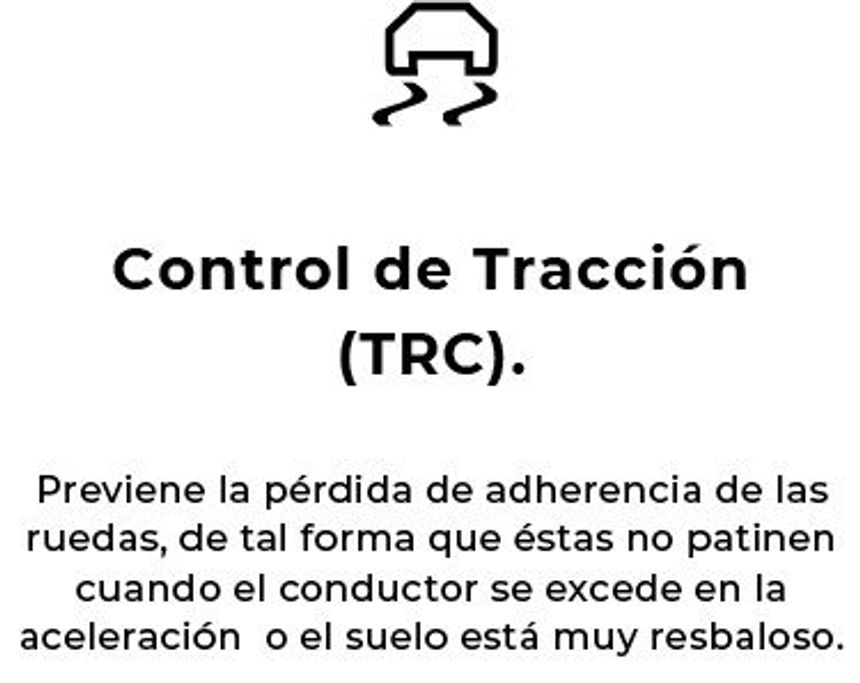 Control de Tracción
(TRC).
Previene la pérdida de adherencia de las
ruedas, de tal forma que éstas no patinen
cuando el conductor se excede en la
aceleración  o el suelo está muy resbaloso.